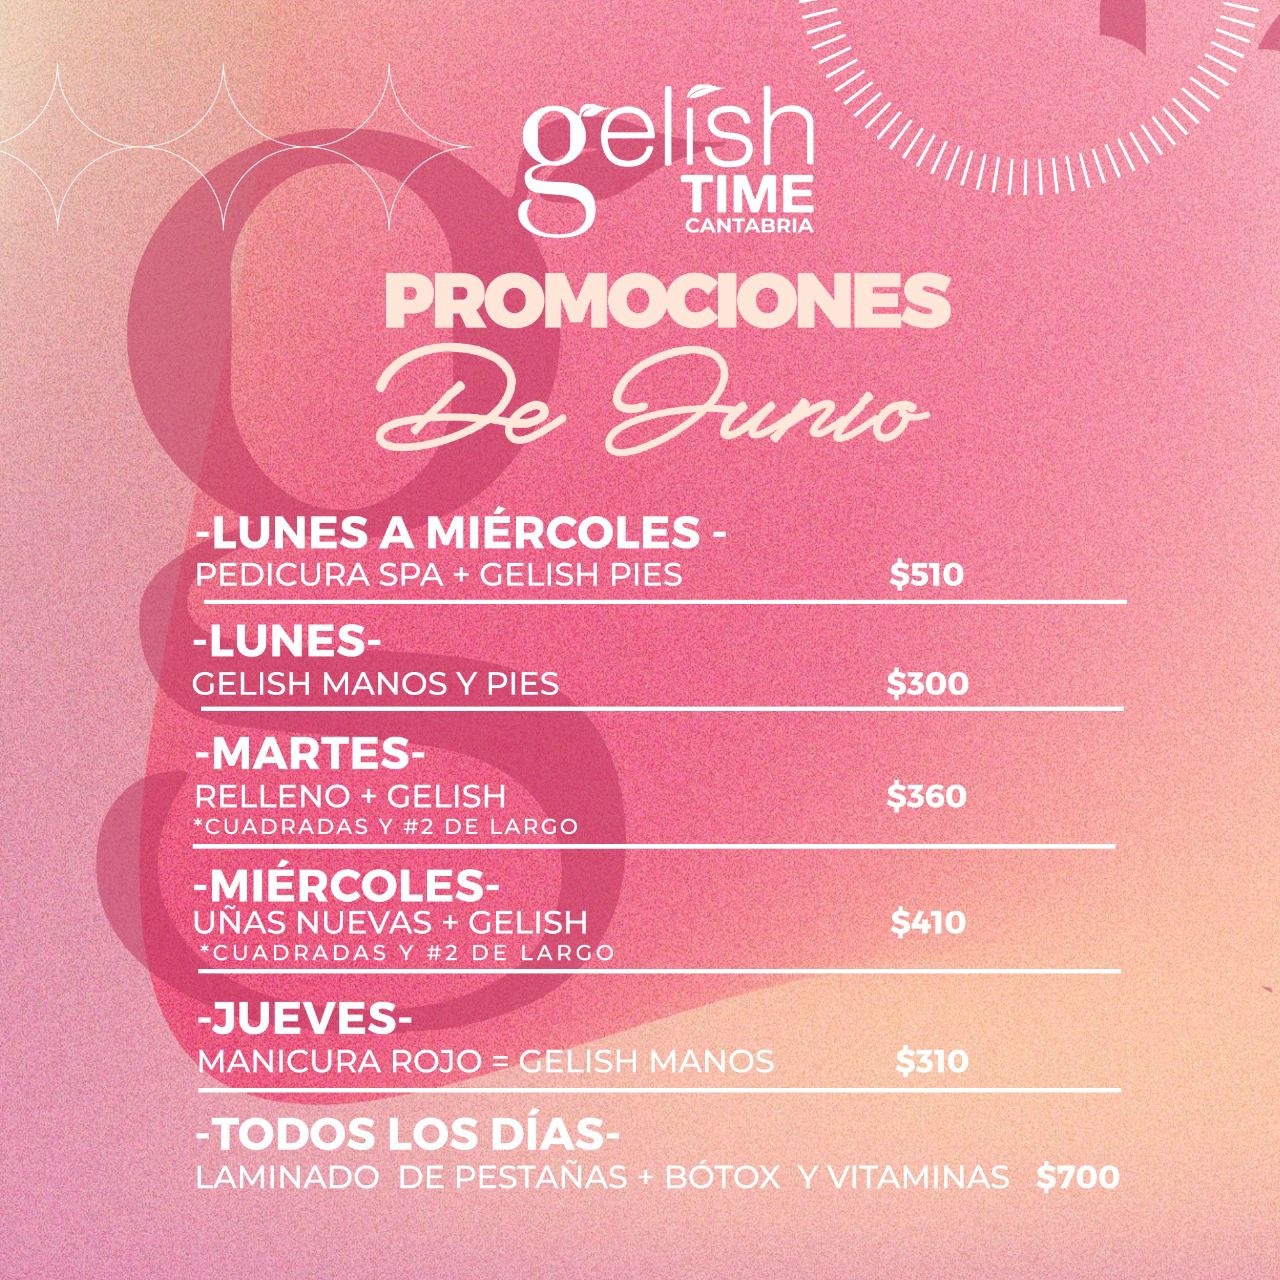 gelish
TIME
CANTABRIA
PROMOCIONES
De Junio
-LUNES A MIÉRCOLES -
PEDICURA SPA + GELISH PIES $510
-LUNES-
GELISH MANOS Y PIES $300
-MARTES-
RELLENO + GELISH $360
*CUADRADAS Y #2 DE LARGO
-MIÉRCOLES-
UÑAS NUEVAS + GELISH $410
*CUADRADAS Y #2 DE LARGO
-JUEVES-
MANICURA ROJO = GELISH MANOS $310
-TODOS LOS DÍAS-
LAMINADO DE PESTAÑAS + BÓTOX Y VITAMINAS $700